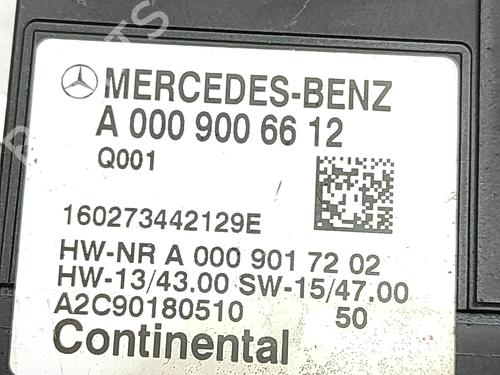 MERCEDES-BENZ
A 000 900 66 12
Q001
160273442129E
HW-NR A 000 901 72 02
HW-13/43.00 SW-15/47.00
A2C90180510 50
Continental